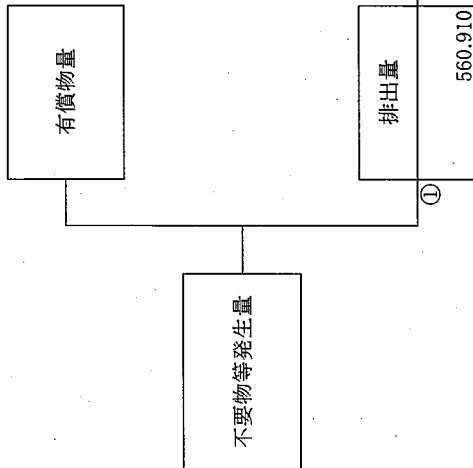 不要物等発生量
有償物量
排出量
①
560.910